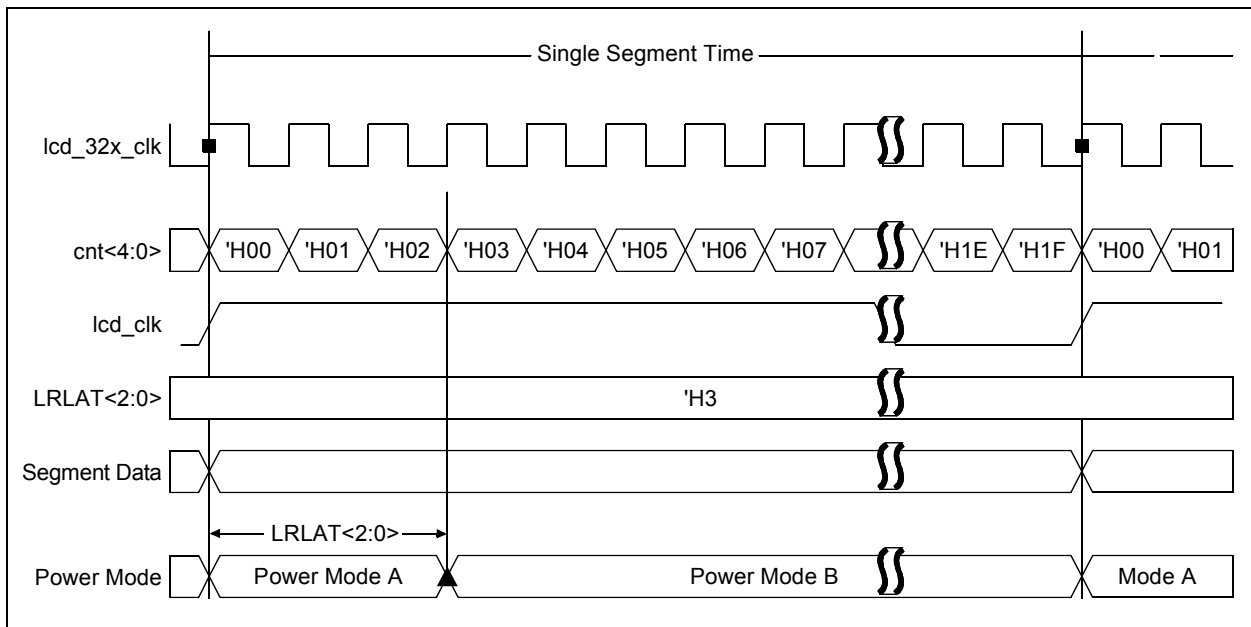 Single Segment Time
lcd_32x_clk
cnt<4:0> 'H00 'H01 'H02 'H03 'H04 'H05 'H06 'H07 'H1E 'H1F 'H00 'H01
lcd_clk
LRLAT<2:0> 'H3
Segment Data
LRLAT<2:0>
Power Mode Power Mode A Power Mode B Mode A